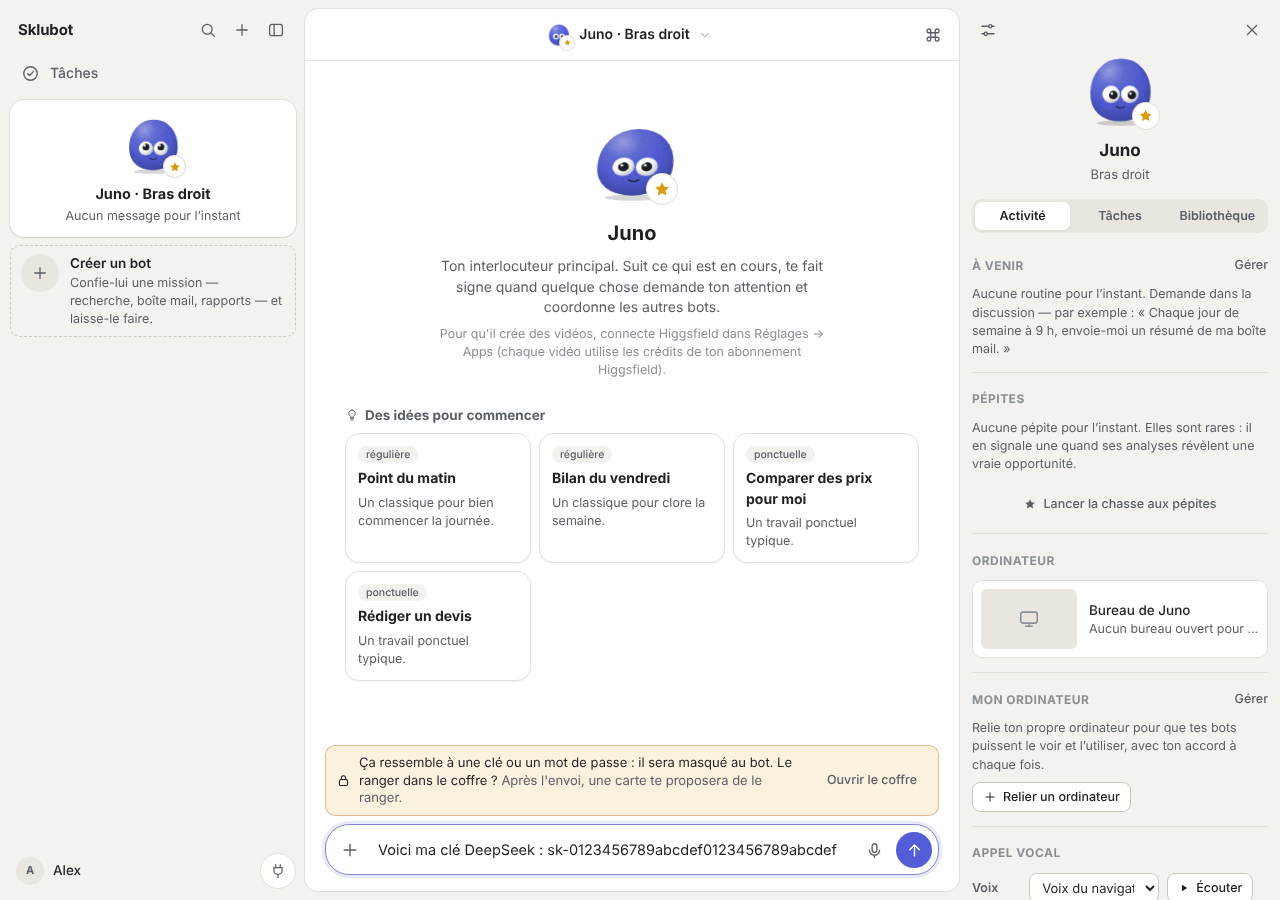 Sklubot
Tâches
Juno · Bras droit
Aucun message pour l’instant
Créer un bot
Confie-lui une mission —
recherche, boîte mail, rapports — et
laisse-le faire.
A
Alex
Juno · Bras droit
Juno
Ton interlocuteur principal. Suit ce qui est en cours, te fait
signe quand quelque chose demande ton attention et
coordonne les autres bots.
Pour qu’il crée des vidéos, connecte Higgsfield dans Réglages →
Apps (chaque vidéo utilise les crédits de ton abonnement
Higgsfield).
Des idées pour commencer
régulière
Point du matin
Un classique pour bien
commencer la journée.
régulière
Bilan du vendredi
Un classique pour clore la
semaine.
ponctuelle
Comparer des prix
pour moi
Un travail ponctuel
typique.
ponctuelle
Rédiger un devis
Un travail ponctuel
typique.
Ça ressemble à une clé ou un mot de passe : il sera masqué au bot. Le
ranger dans le coffre ? Après l'envoi, une carte te proposera de le
ranger.
Ouvrir le coffre
Voici ma clé DeepSeek : sk-0123456789abcdef0123456789abcdef
Juno
Bras droit
Activité
Tâches
Bibliothèque
À VENIR
Gérer
Aucune routine pour l’instant. Demande dans la
discussion — par exemple : « Chaque jour de
semaine à 9 h, envoie-moi un résumé de ma boîte
mail. »
PÉPITES
Aucune pépite pour l’instant. Elles sont rares : il
en signale une quand ses analyses révèlent une
vraie opportunité.
Lancer la chasse aux pépites
ORDINATEUR
Bureau de Juno
Aucun bureau ouvert pour ...
MON ORDINATEUR
Gérer
Relie ton propre ordinateur pour que tes bots
puissent le voir et l’utiliser, avec ton accord à
chaque fois.
Relier un ordinateur
APPEL VOCAL
Voix
Voix du navigat
Écouter